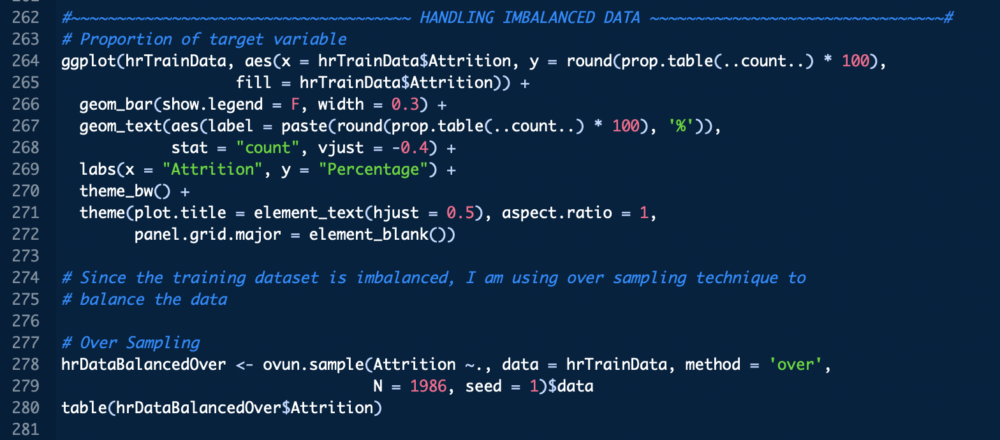 262 #~~~~~~~~~~~~~~~~~~~~~~~~~~~~~~~~~~~~~ HANDLING IMBALANCED DATA ~~~~~~~~~~~~~~~~~~~~~~~~~~~~~~~~#
263 # Proportion of target variable
264 ggplot(hrTrainData, aes(x = hrTrainData$Attrition, y = round(prop.table(..count..) * 100),
265                    fill = hrTrainData$Attrition)) +
266   geom_bar(show.legend = F, width = 0.3) +
267   geom_text(aes(label = paste(round(prop.table(..count..) * 100), '%')),
268             stat = "count", vjust = -0.4) +
269   labs(x = "Attrition", y = "Percentage") +
270   theme_bw() +
271   theme(plot.title = element_text(hjust = 0.5), aspect.ratio = 1,
272         panel.grid.major = element_blank())
273
274 # Since the training dataset is imbalanced, I am using over sampling technique to
275 # balance the data
276
277 # Over Sampling
278 hrDataBalancedOver <- ovun.sample(Attrition ~., data = hrTrainData, method = 'over',
279                                   N = 1986, seed = 1)$data
280 table(hrDataBalancedOver$Attrition)
281